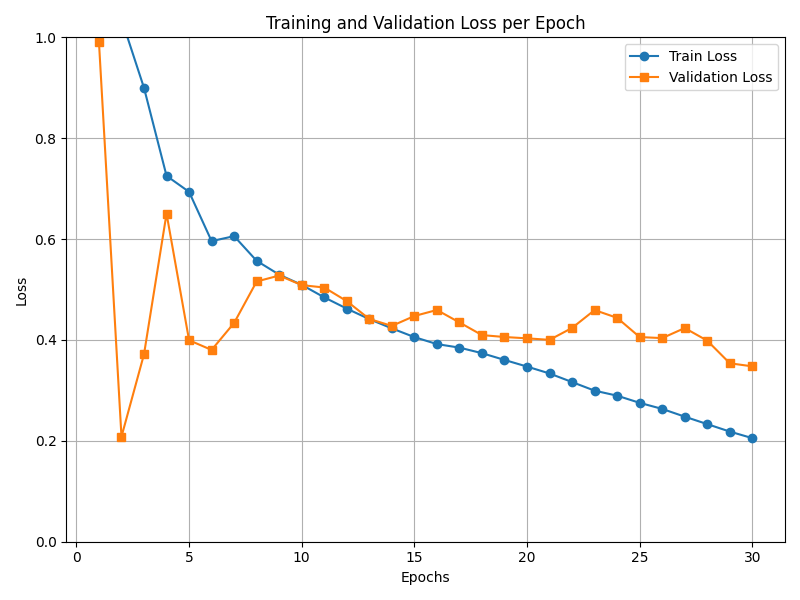 Training and Validation Loss per Epoch
Train Loss
Validation Loss
Loss
1.0
0.8
0.6
0.4
0.2
0.0
0 5 10 15 20 25 30
Epochs